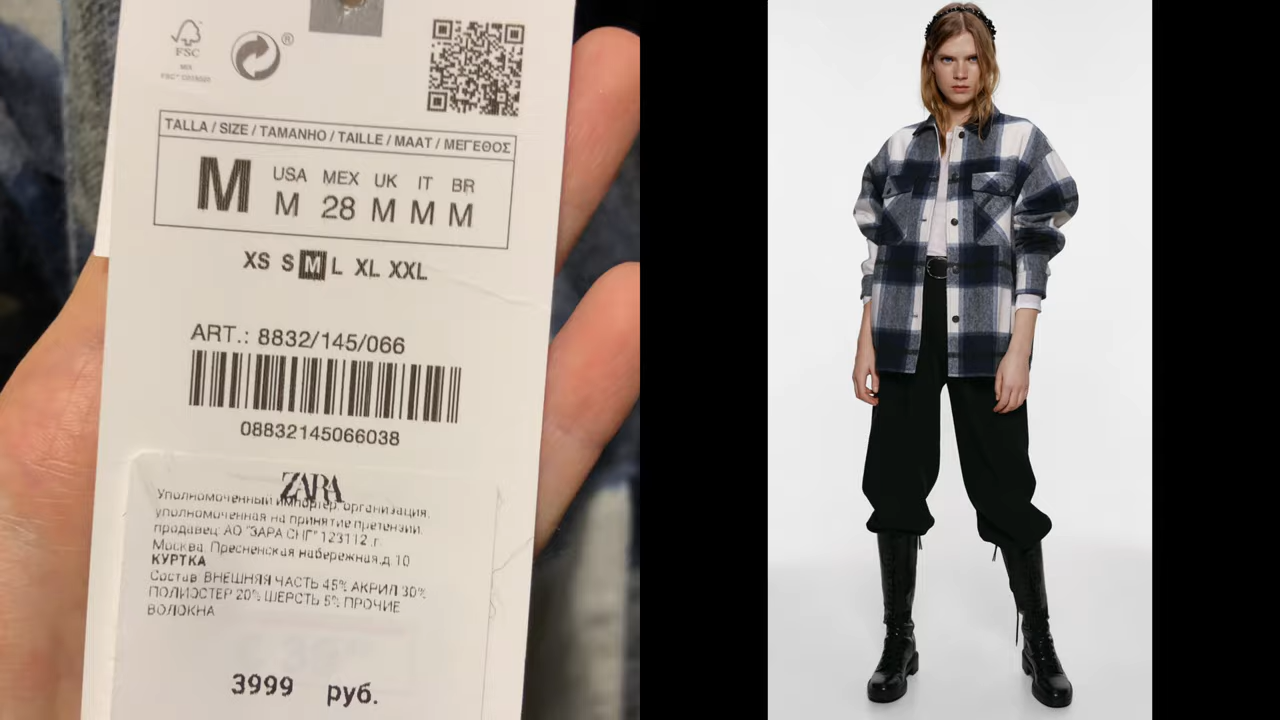 FSC
MIX
®
TALLA / SIZE / TAMANHO / TAILLE / MAAT / ΜΕΓΕΘΟΣ
M USA MEX UK IT BR
M 28 M M M
XS S M L XL XXL
ART.: 8832/145/066
08832145066038
ZARA
Уполномоченный импортер, организация,
уполномоченная на принятие претензий,
продавец: АО "ЗАРА СНГ" 123112 ,г.
Москва, Пресненская набережная,д.10
КУРТКА
Состав: ВНЕШНЯЯ ЧАСТЬ 45% АКРИЛ 30%
ПОЛИЭСТЕР 20% ШЕРСТЬ 5% ПРОЧИЕ
ВОЛОКНА
3999 руб.